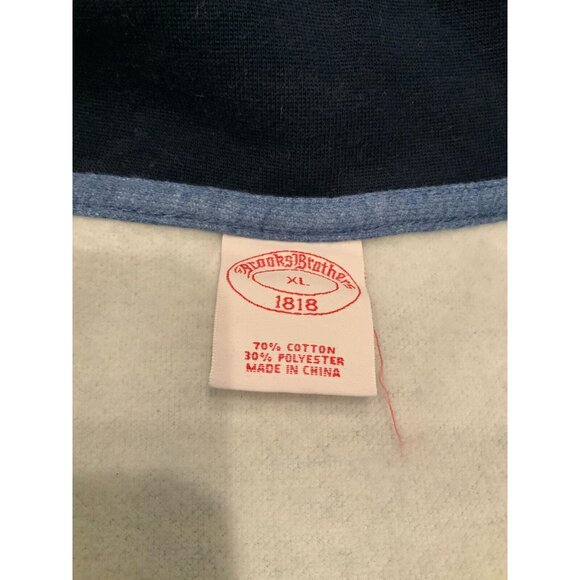 Brooks Brothers
XL
1818
70% COTTON
30% POLYESTER
MADE IN CHINA